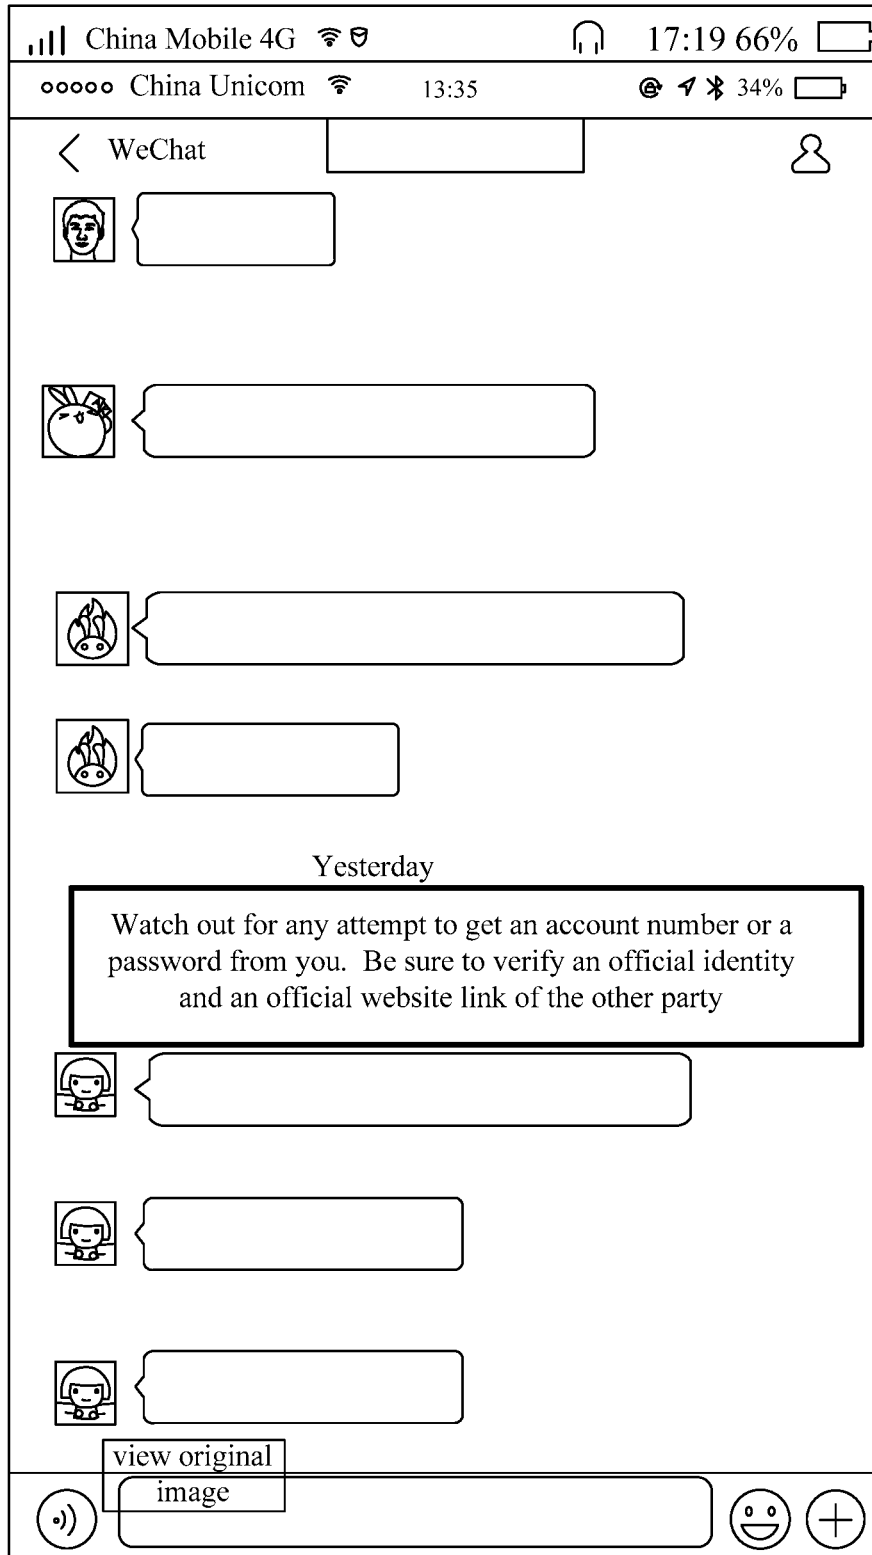 China Mobile 4G 17:19 66%
China Unicom 13:35 34%
WeChat
Yesterday
Watch out for any attempt to get an account number or a
password from you. Be sure to verify an official identity
and an official website link of the other party
view original
image